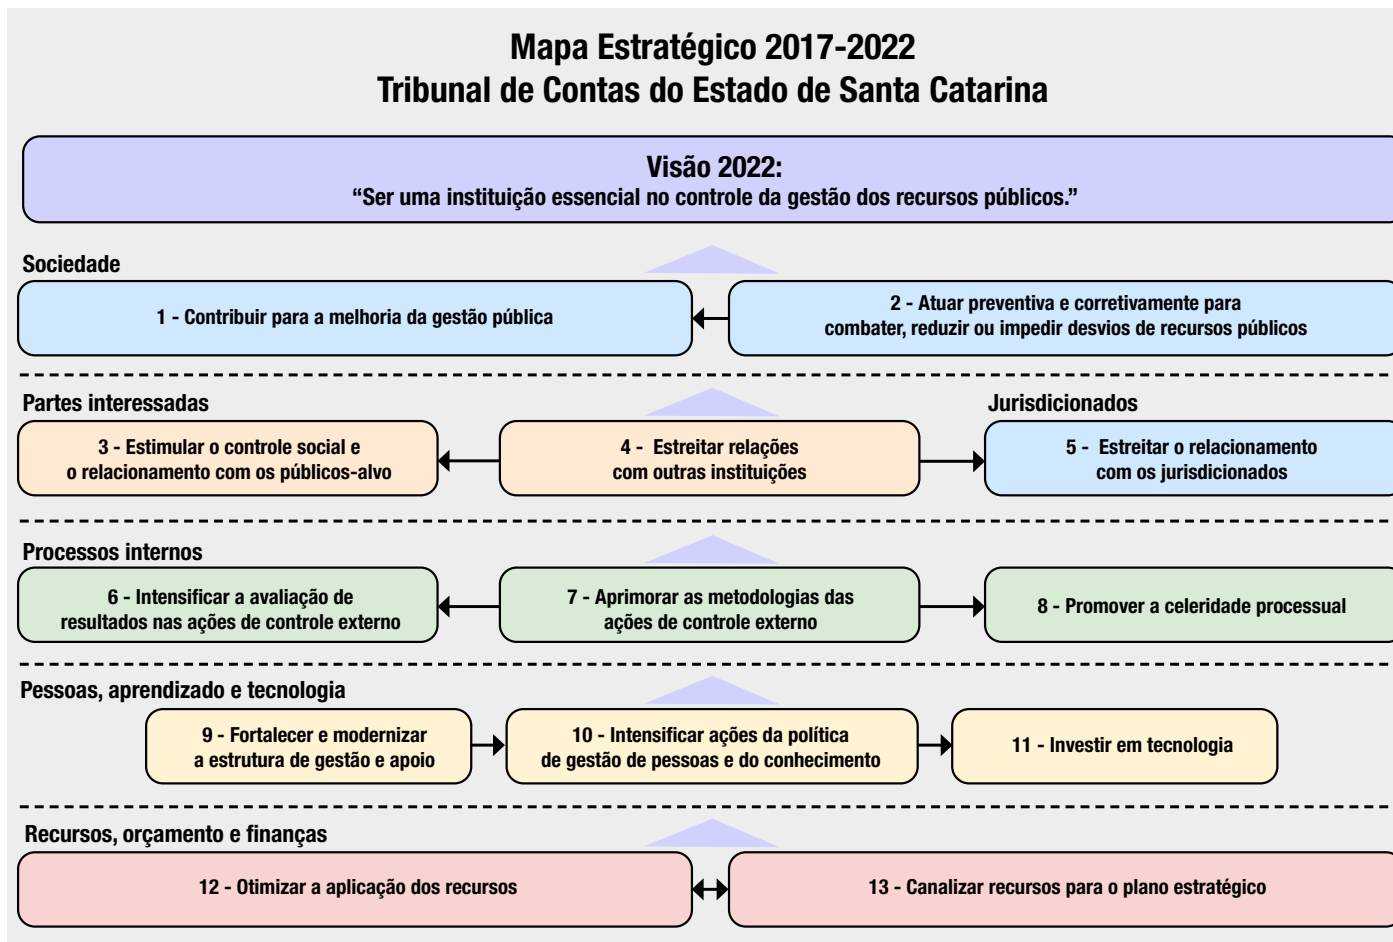 Mapa Estratégico 2017-2022
Tribunal de Contas do Estado de Santa Catarina
Visão 2022:
“Ser uma instituição essencial no controle da gestão dos recursos públicos.”
Sociedade
1 - Contribuir para a melhoria da gestão pública
2 - Atuar preventiva e corretivamente para
combater, reduzir ou impedir desvios de recursos públicos
Partes interessadas
Jurisdicionados
3 - Estimular o controle social e
o relacionamento com os públicos-alvo
4 - Estreitar relações
com outras instituições
5 - Estreitar o relacionamento
com os jurisdicionados
Processos internos
6 - Intensificar a avaliação de
resultados nas ações de controle externo
7 - Aprimorar as metodologias das
ações de controle externo
8 - Promover a celeridade processual
Pessoas, aprendizado e tecnologia
9 - Fortalecer e modernizar
a estrutura de gestão e apoio
10 - Intensificar ações da política
de gestão de pessoas e do conhecimento
11 - Investir em tecnologia
Recursos, orçamento e finanças
12 - Otimizar a aplicação dos recursos
13 - Canalizar recursos para o plano estratégico